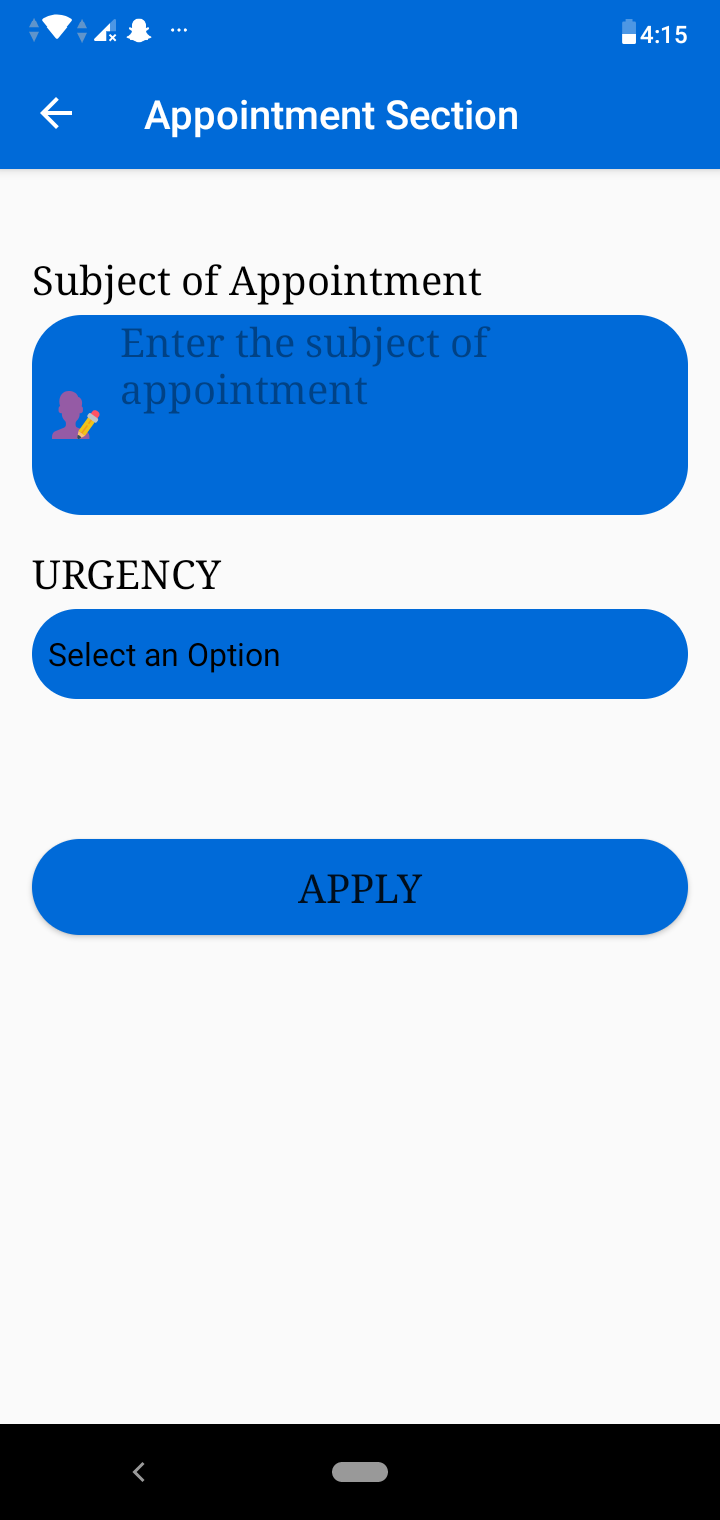 4:15
Appointment Section
Subject of Appointment
Enter the subject of
appointment
URGENCY
Select an Option
APPLY